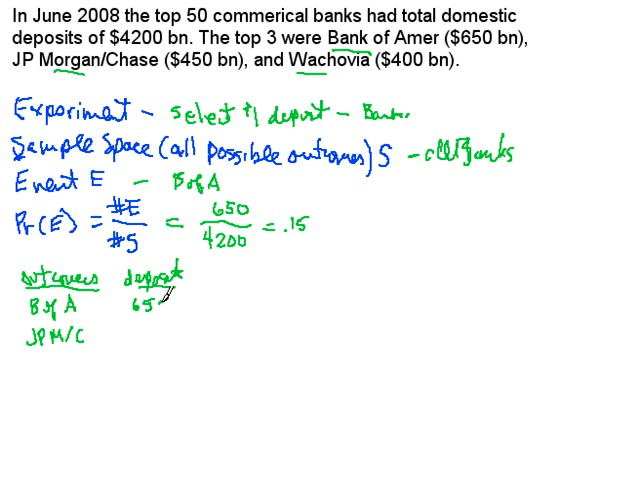 In June 2008 the top 50 commerical banks had total domestic
deposits of $4200 bn. The top 3 were Bank of Amer ($650 bn),
JP Morgan/Chase ($450 bn), and Wachovia ($400 bn).
Experiment - select $1 deposit - Bank
Sample Space (all possible outcomes) S - all Banks
Event E - B of A
Pr(E) = #E/#S = 650/4200 = .15
outcomes deposit
B of A 65
JPM/C